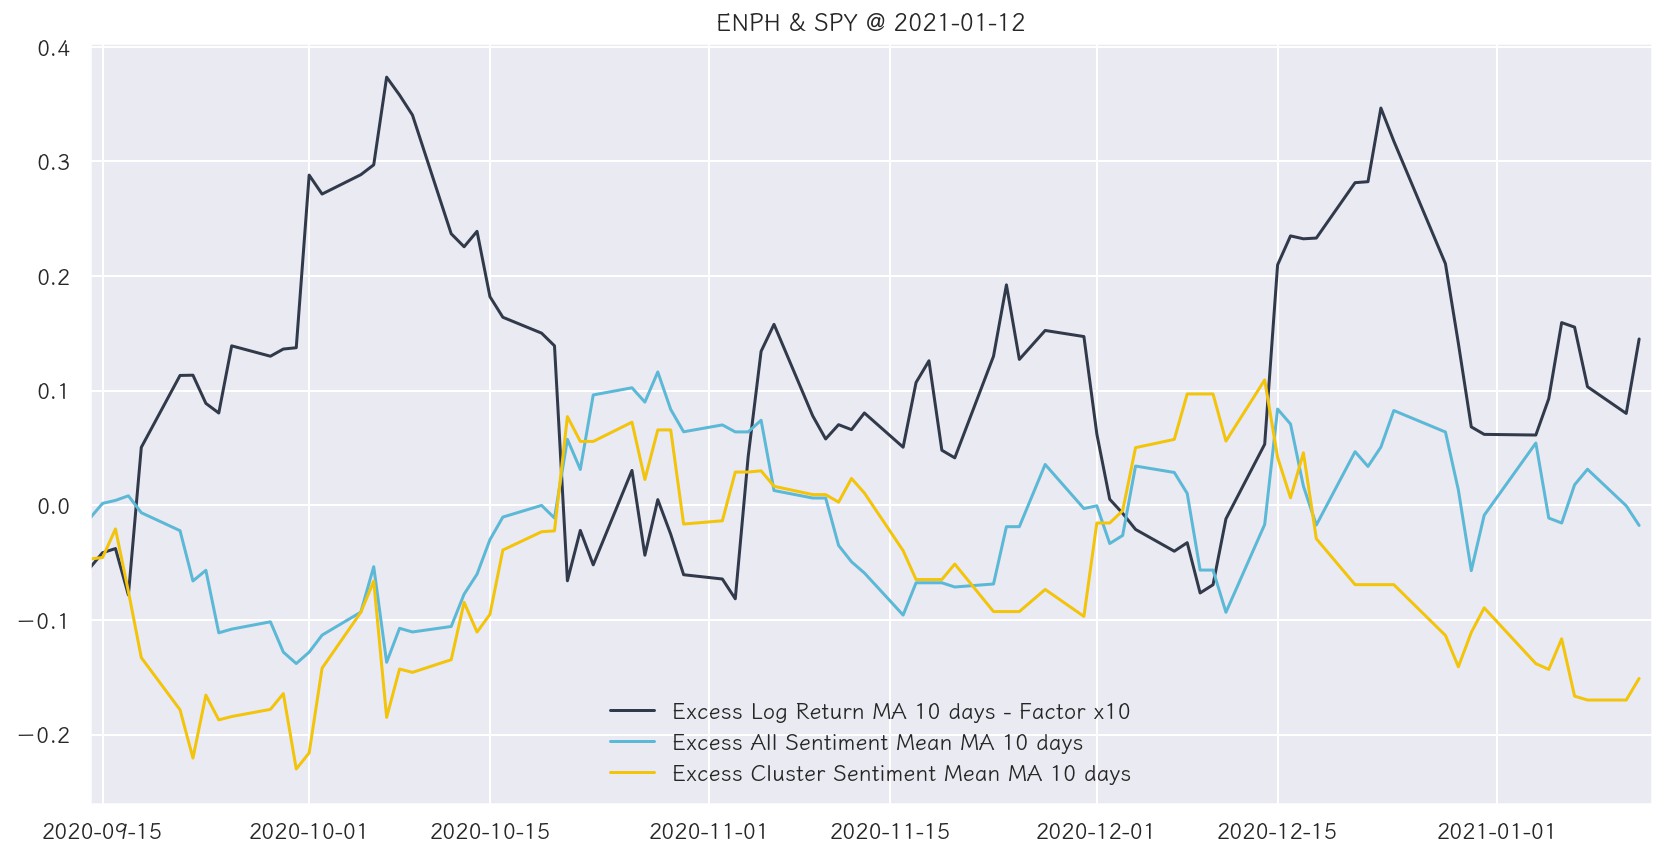 ENPH & SPY @ 2021-01-12
0.4
0.3
0.2
0.1
0.0
−0.1
−0.2
Excess Log Return MA 10 days - Factor x10
Excess All Sentiment Mean MA 10 days
Excess Cluster Sentiment Mean MA 10 days
2020-09-15 2020-10-01 2020-10-15 2020-11-01 2020-11-15 2020-12-01 2020-12-15 2021-01-01